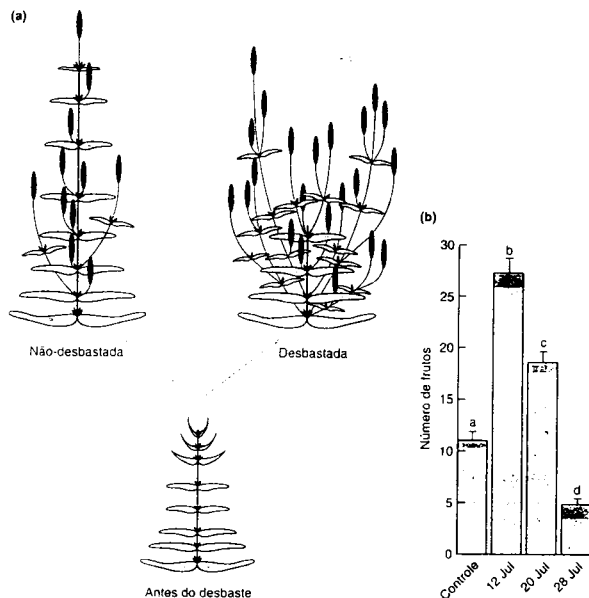 (a)
Não-desbastada
Desbastada
Antes do desbaste
(b)
Número de frutos
30
25
20
15
10
5
0
a
b
c
d
Controle
12 Jul
20 Jul
28 Jul